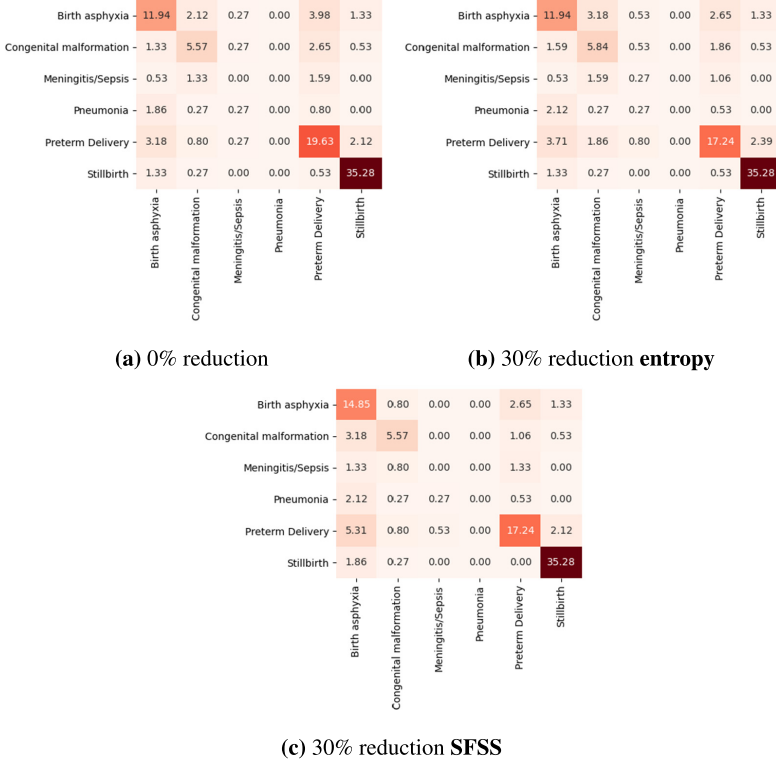 Birth asphyxia 11.94 2.12 0.27 0.00 3.98 1.33
Congenital malformation 1.33 5.57 0.27 0.00 2.65 0.53
Meningitis/Sepsis 0.53 1.33 0.00 0.00 1.59 0.00
Pneumonia 1.86 0.27 0.27 0.00 0.80 0.00
Preterm Delivery 3.18 0.80 0.27 0.00 19.63 2.12
Stillbirth 1.33 0.27 0.00 0.00 0.53 35.28
Birth asphyxia
Congenital malformation
Meningitis/Sepsis
Pneumonia
Preterm Delivery
Stillbirth
(a) 0% reduction
Birth asphyxia 11.94 3.18 0.53 0.00 2.65 1.33
Congenital malformation 1.59 5.84 0.53 0.00 1.86 0.53
Meningitis/Sepsis 0.53 1.59 0.27 0.00 1.06 0.00
Pneumonia 2.12 0.27 0.27 0.00 0.53 0.00
Preterm Delivery 3.71 1.86 0.80 0.00 17.24 2.39
Stillbirth 1.33 0.27 0.00 0.00 0.53 35.28
Birth asphyxia
Congenital malformation
Meningitis/Sepsis
Pneumonia
Preterm Delivery
Stillbirth
(b) 30% reduction entropy
Birth asphyxia 14.85 0.80 0.00 0.00 2.65 1.33
Congenital malformation 3.18 5.57 0.00 0.00 1.06 0.53
Meningitis/Sepsis 1.33 0.80 0.00 0.00 1.33 0.00
Pneumonia 2.12 0.27 0.27 0.00 0.53 0.00
Preterm Delivery 5.31 0.80 0.53 0.00 17.24 2.12
Stillbirth 1.86 0.27 0.00 0.00 0.00 35.28
Birth asphyxia
Congenital malformation
Meningitis/Sepsis
Pneumonia
Preterm Delivery
Stillbirth
(c) 30% reduction SFSS